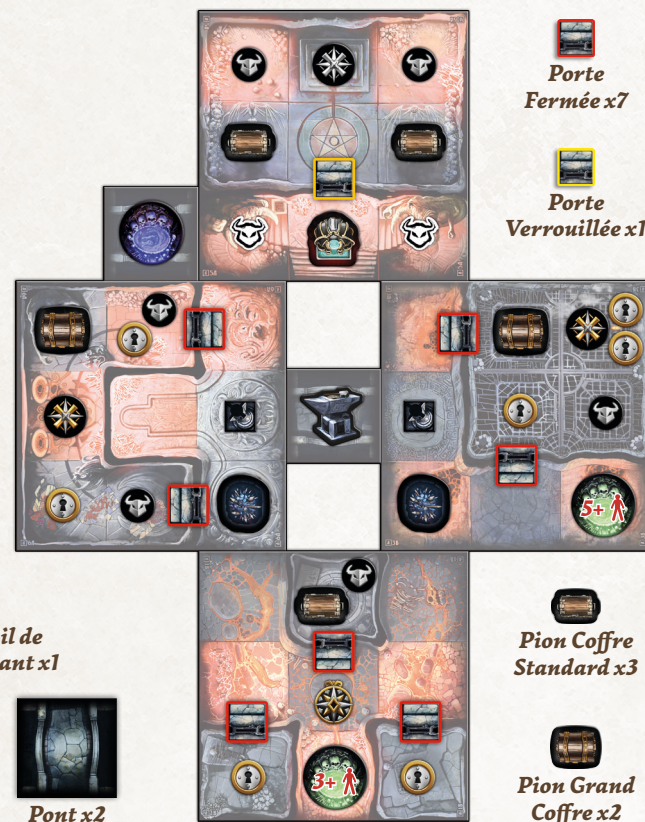 Porte
Fermée x7
Porte
Verrouillée x1
5+
il de
ant x1
3+
Pion Coffre
Standard x3
Pont x2
Pion Grand
Coffre x2